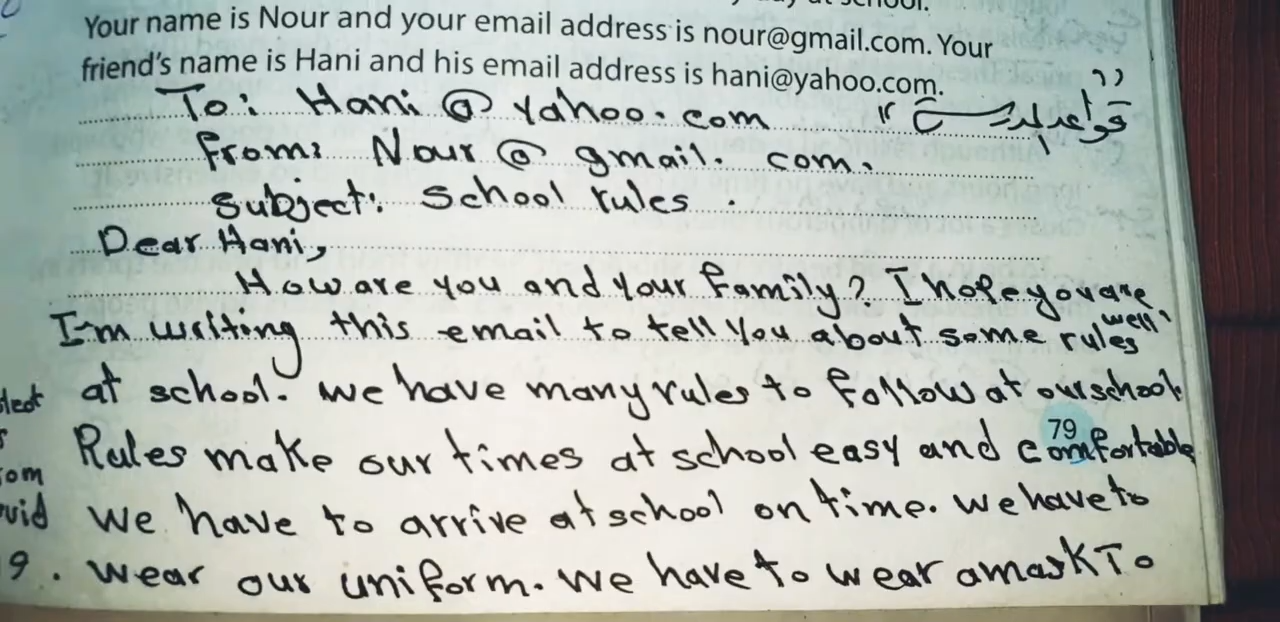 Your name is Nour and your email address is nour@gmail.com. Your
friend's name is Hani and his email address is hani@yahoo.com.
To: Hani @ Yahoo.com
From: Nour @ gmail. com.
Subject: School rules.
Dear Hani,
How are you and your family? I hope you are
well
I'm writing this email to tell you about some rules
at school. We have many rules to follow at our school.
79
Rules make our times at school easy and comfortable
We have to arrive at school on time. We have to
9. wear our uniform. We have to wear a mask To